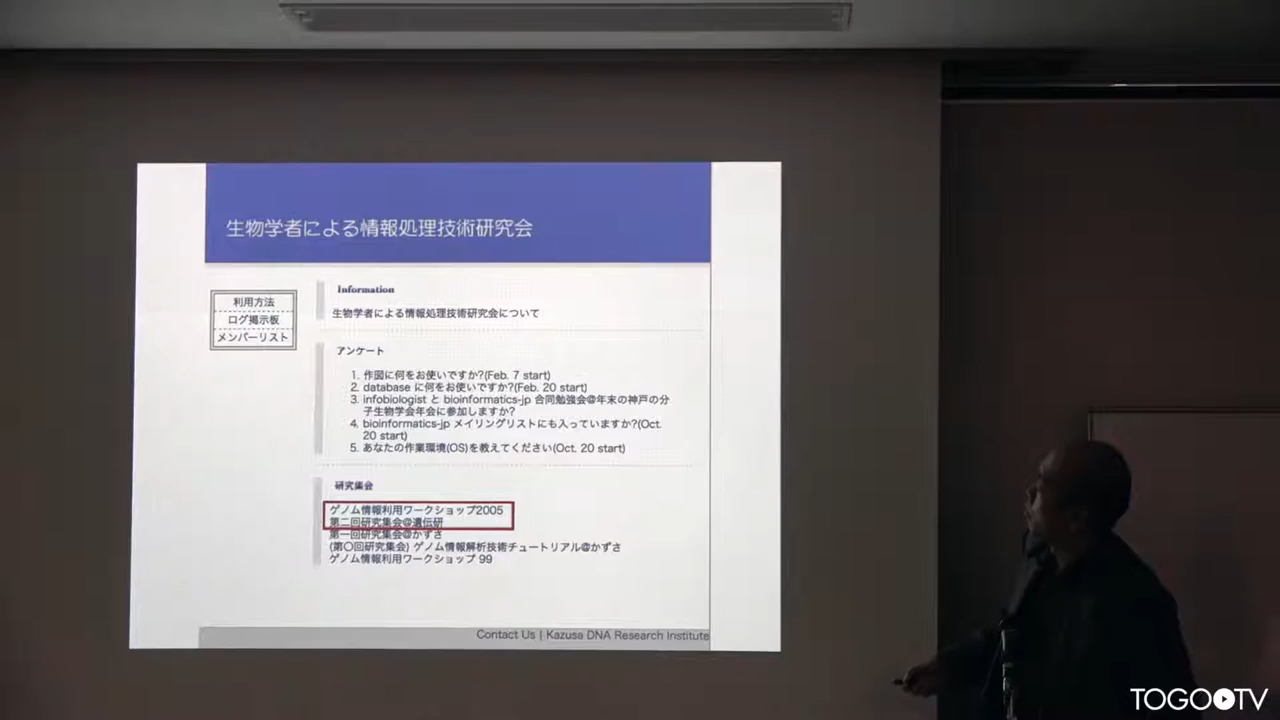 生物学者による情報処理技術研究会
利用方法
ログ掲示板
メンバーリスト
Information
生物学者による情報処理技術研究会について
アンケート
1. 作図に何をお使いですか?(Feb. 7 start)
2. database に何をお使いですか?(Feb. 20 start)
3. infobiologist と bioinformatics-jp 合同勉強会@年末の神戸の分
子生物学会年会に参加しますか?
4. bioinformatics-jp メイリングリストにも入っていますか?(Oct.
20 start)
5. あなたの作業環境(OS)を教えてください(Oct. 20 start)
研究集会
ゲノム情報利用ワークショップ2005
第二回研究集会@遺伝研
第一回研究集会@かずさ
(第〇回研究集会) ゲノム情報解析技術チュートリアル@かずさ
ゲノム情報利用ワークショップ 99
Contact Us | Kazusa DNA Research Institute
TOGOTV